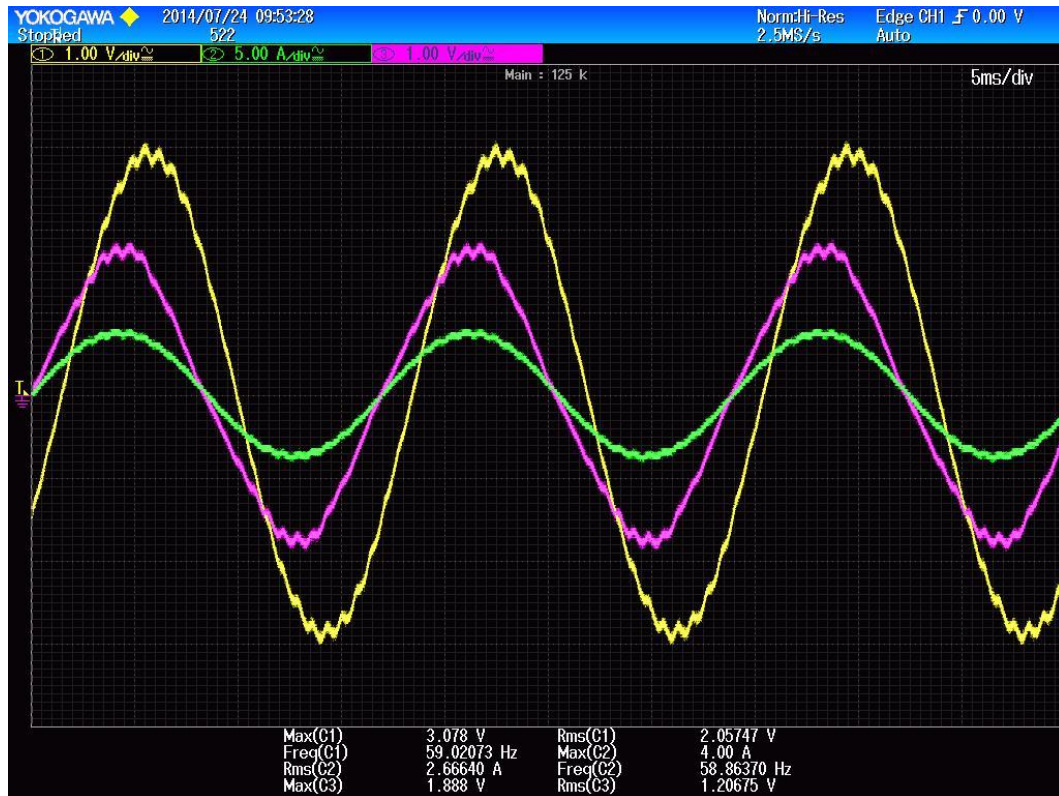 YOKOGAWA 2014/07/24 09:53:28 Norm:Hi-Res Edge CH1 0.00 V
522 2.5MS/s Auto
1 1.00 V/div 2 5.00 A/div 3 1.00 V/div
Main : 125 k
5ms/div
T
Max(C1) 3.078 V Rms(C1) 2.05747 V
Freq(C1) 59.02073 Hz Max(C2) 4.00 A
Rms(C2) 2.66640 A Freq(C2) 58.86370 Hz
Max(C3) 1.888 V Rms(C3) 1.20675 V